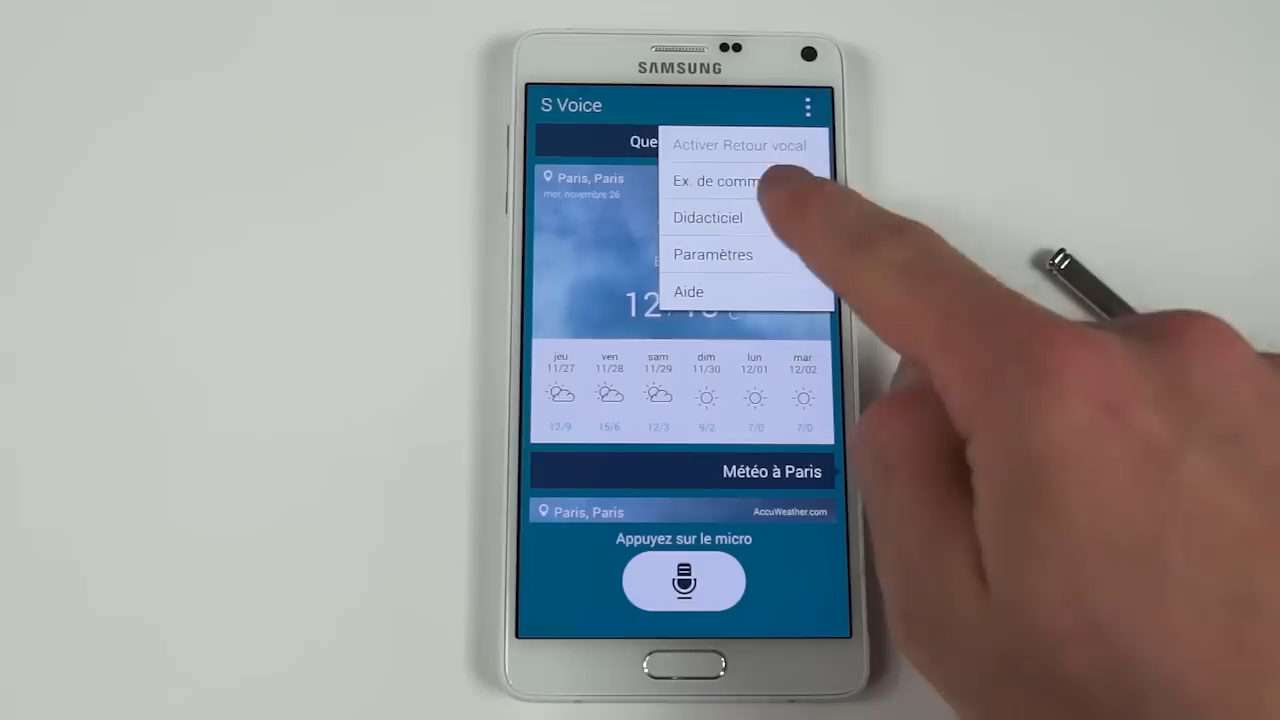 SAMSUNG
S Voice
Que
Activer Retour vocal
Paris, Paris
mer. novembre 26
Ex. de comm
Didacticiel
Paramètres
Aide
jeu ven sam dim lun mar
11/27 11/28 11/29 11/30 12/01 12/02
12/9 15/6 12/3 9/2 7/0 7/0
Météo à Paris
Paris, Paris AccuWeather.com
Appuyez sur le micro